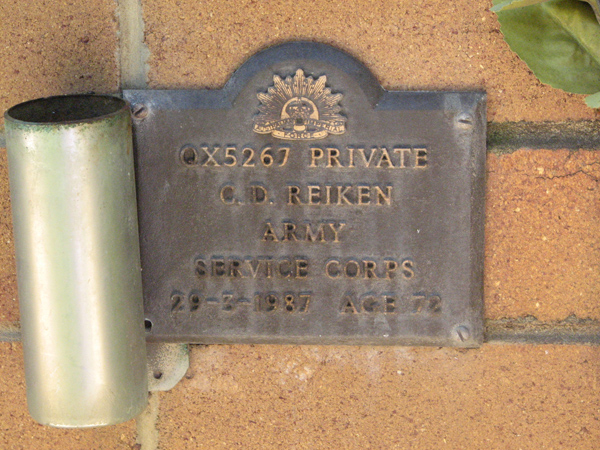 QX5267 PRIVATE
C. D. REIKEN
ARMY
SERVICE CORPS
29-3-1987 AGE 72